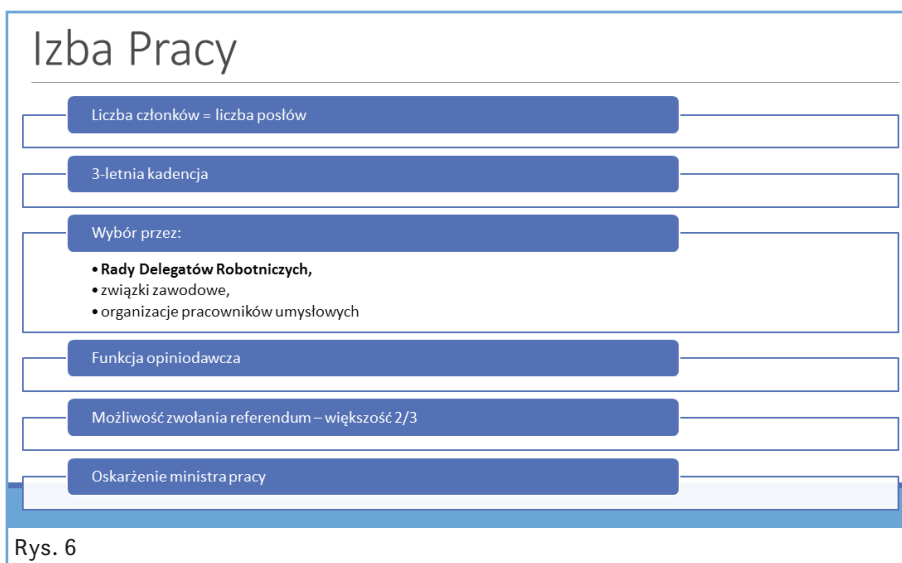 Izba Pracy
Liczba członków = liczba posłów
3-letnia kadencja
Wybór przez:
• Rady Delegatów Robotniczych,
• związki zawodowe,
• organizacje pracowników umysłowych
Funkcja opiniodawcza
Możliwość zwołania referendum – większość 2/3
Oskarżenie ministra pracy
Rys. 6